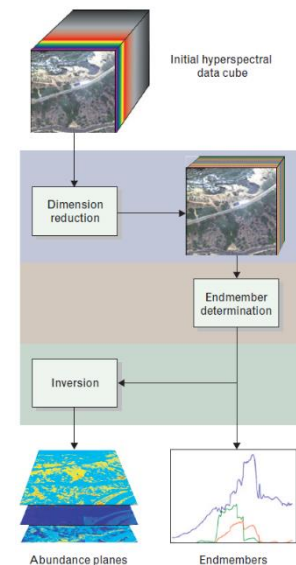 Initial hyperspectral
data cube
Dimension
reduction
Endmember
determination
Inversion
Abundance planes
Endmembers